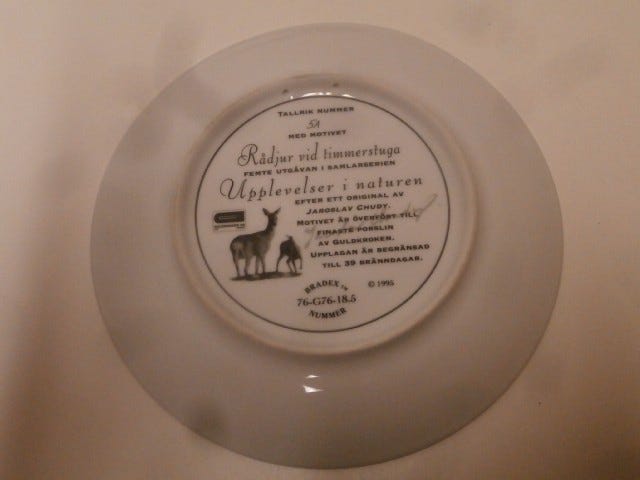 TALLRIK NUMMER
5A
MED MOTIVET
Rådjur vid timmerstuga
FEMTE UTGÅVAN I SAMLARSERIEN
Upplevelser i naturen
EFTER ETT ORIGINAL AV
JAROSLAV CHUDY.
MOTIVET ÄR ÖVERFÖRT TILL
FINASTE PORSLIN
AV GULDKROKEN.
UPPLAGAN ÄR BEGRÄNSAD
TILL 39 BRÄNNDAGAR.
BRADEX TM
76-G76-18.5
NUMMER
© 1995